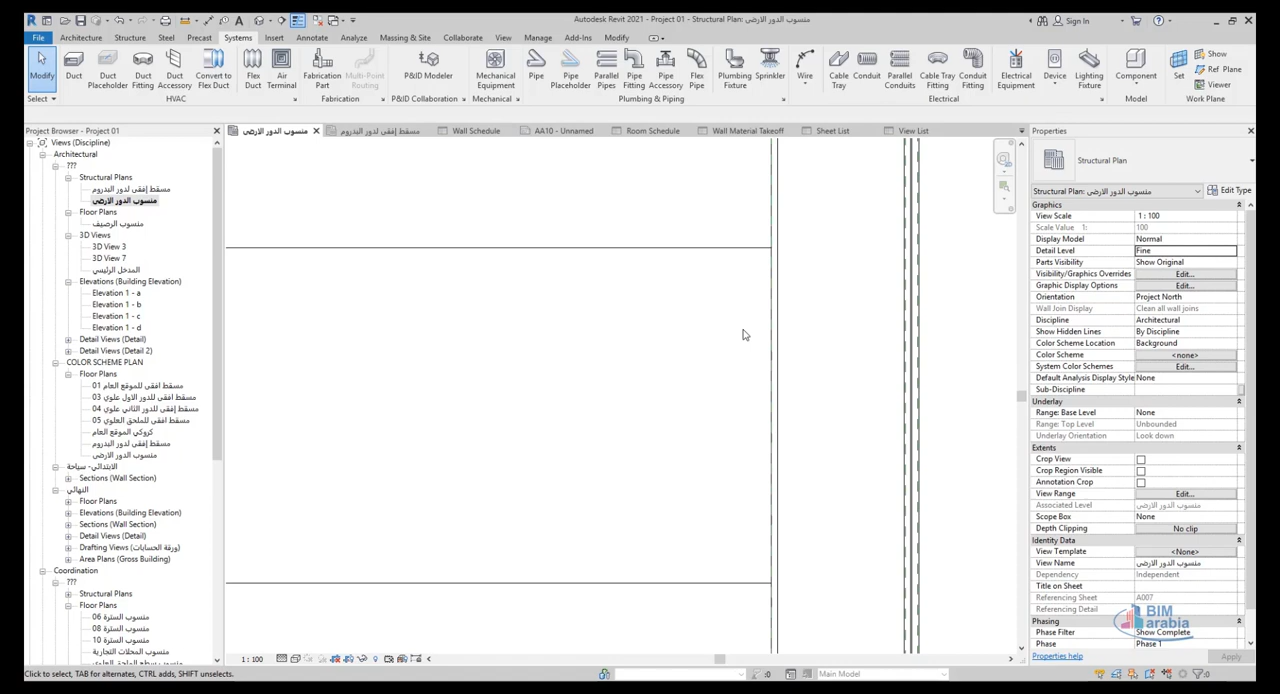 Autodesk Revit 2021 - Project 01 - Structural Plan: منسوب الدور الارضى
Sign In
File Architecture Structure Steel Precast Systems Insert Annotate Analyze Massing & Site Collaborate View Manage Add-Ins Modify
Modify Duct Duct Placeholder Duct Fitting Duct Accessory Convert to Flex Duct Flex Duct Air Terminal Fabrication Part Multi-Point Routing P&ID Modeler Mechanical Equipment Pipe Pipe Placeholder Parallel Pipes Pipe Fitting Pipe Accessory Flex Pipe Plumbing Fixture Sprinkler Wire Cable Tray Conduit Parallel Conduits Cable Tray Fitting Conduit Fitting Electrical Equipment Device Lighting Fixture Component Set Show Ref Plane Viewer
Select HVAC Fabrication P&ID Collaboration Mechanical Plumbing & Piping Electrical Model Work Plane
Project Browser - Project 01
منسوب الدور الارضى
مسقط إفقى لدور البدروم
Wall Schedule
AA10 - Unnamed
Room Schedule
Wall Material Takeoff
Sheet List
View List
Properties
Views (Discipline)
Architectural
???
Structural Plans
مسقط إفقى لدور البدروم
منسوب الدور الارضى
Floor Plans
منسوب الرصيف
3D Views
3D View 3
3D View 7
المدخل الرئيسي
Elevations (Building Elevation)
Elevation 1 - a
Elevation 1 - b
Elevation 1 - c
Elevation 1 - d
Detail Views (Detail)
Detail Views (Detail 2)
COLOR SCHEME PLAN
Floor Plans
مسقط افقى للموقع العام 01
مسقط افقى للدور الاول علوي 03
مسقط افقى للدور الثاني علوي 04
مسقط افقى للملحق العلوي 05
كروكي الموقع العام
مسقط إفقى لدور البدروم
منسوب الدور الارضى
الابتدائي- سياحة
Sections (Wall Section)
النهائي
Floor Plans
Elevations (Building Elevation)
Sections (Wall Section)
Detail Views (Detail)
Drafting Views (ورقة الحسابات)
Area Plans (Gross Building)
Coordination
???
Structural Plans
Floor Plans
منسوب السترة 06
منسوب السترة 08
منسوب السترة 10
منسوب المحلات التجارية
منسوب سطح الملحق العلوي
Structural Plan
Structural Plan: منسوب الدور الارضى Edit Type
Graphics
View Scale 1 : 100
Scale Value 1: 100
Display Model Normal
Detail Level Fine
Parts Visibility Show Original
Visibility/Graphics Overrides Edit...
Graphic Display Options Edit...
Orientation Project North
Wall Join Display Clean all wall joins
Discipline Architectural
Show Hidden Lines By Discipline
Color Scheme Location Background
Color Scheme <none>
System Color Schemes Edit...
Default Analysis Display Style None
Sub-Discipline
Underlay
Range: Base Level None
Range: Top Level Unbounded
Underlay Orientation Look down
Extents
Crop View
Crop Region Visible
Annotation Crop
View Range Edit...
Associated Level منسوب الدور الارضى
Scope Box None
Depth Clipping No clip
Identity Data
View Template <None>
View Name منسوب الدور الارضى
Dependency Independent
Title on Sheet
Referencing Sheet A007
Referencing Detail
Phasing
Phase Filter Show Complete
Phase Phase 1
Properties help Apply
BIM
arabia
1 : 100
Click to select, TAB for alternates, CTRL adds, SHIFT unselects. :0 Main Model :0